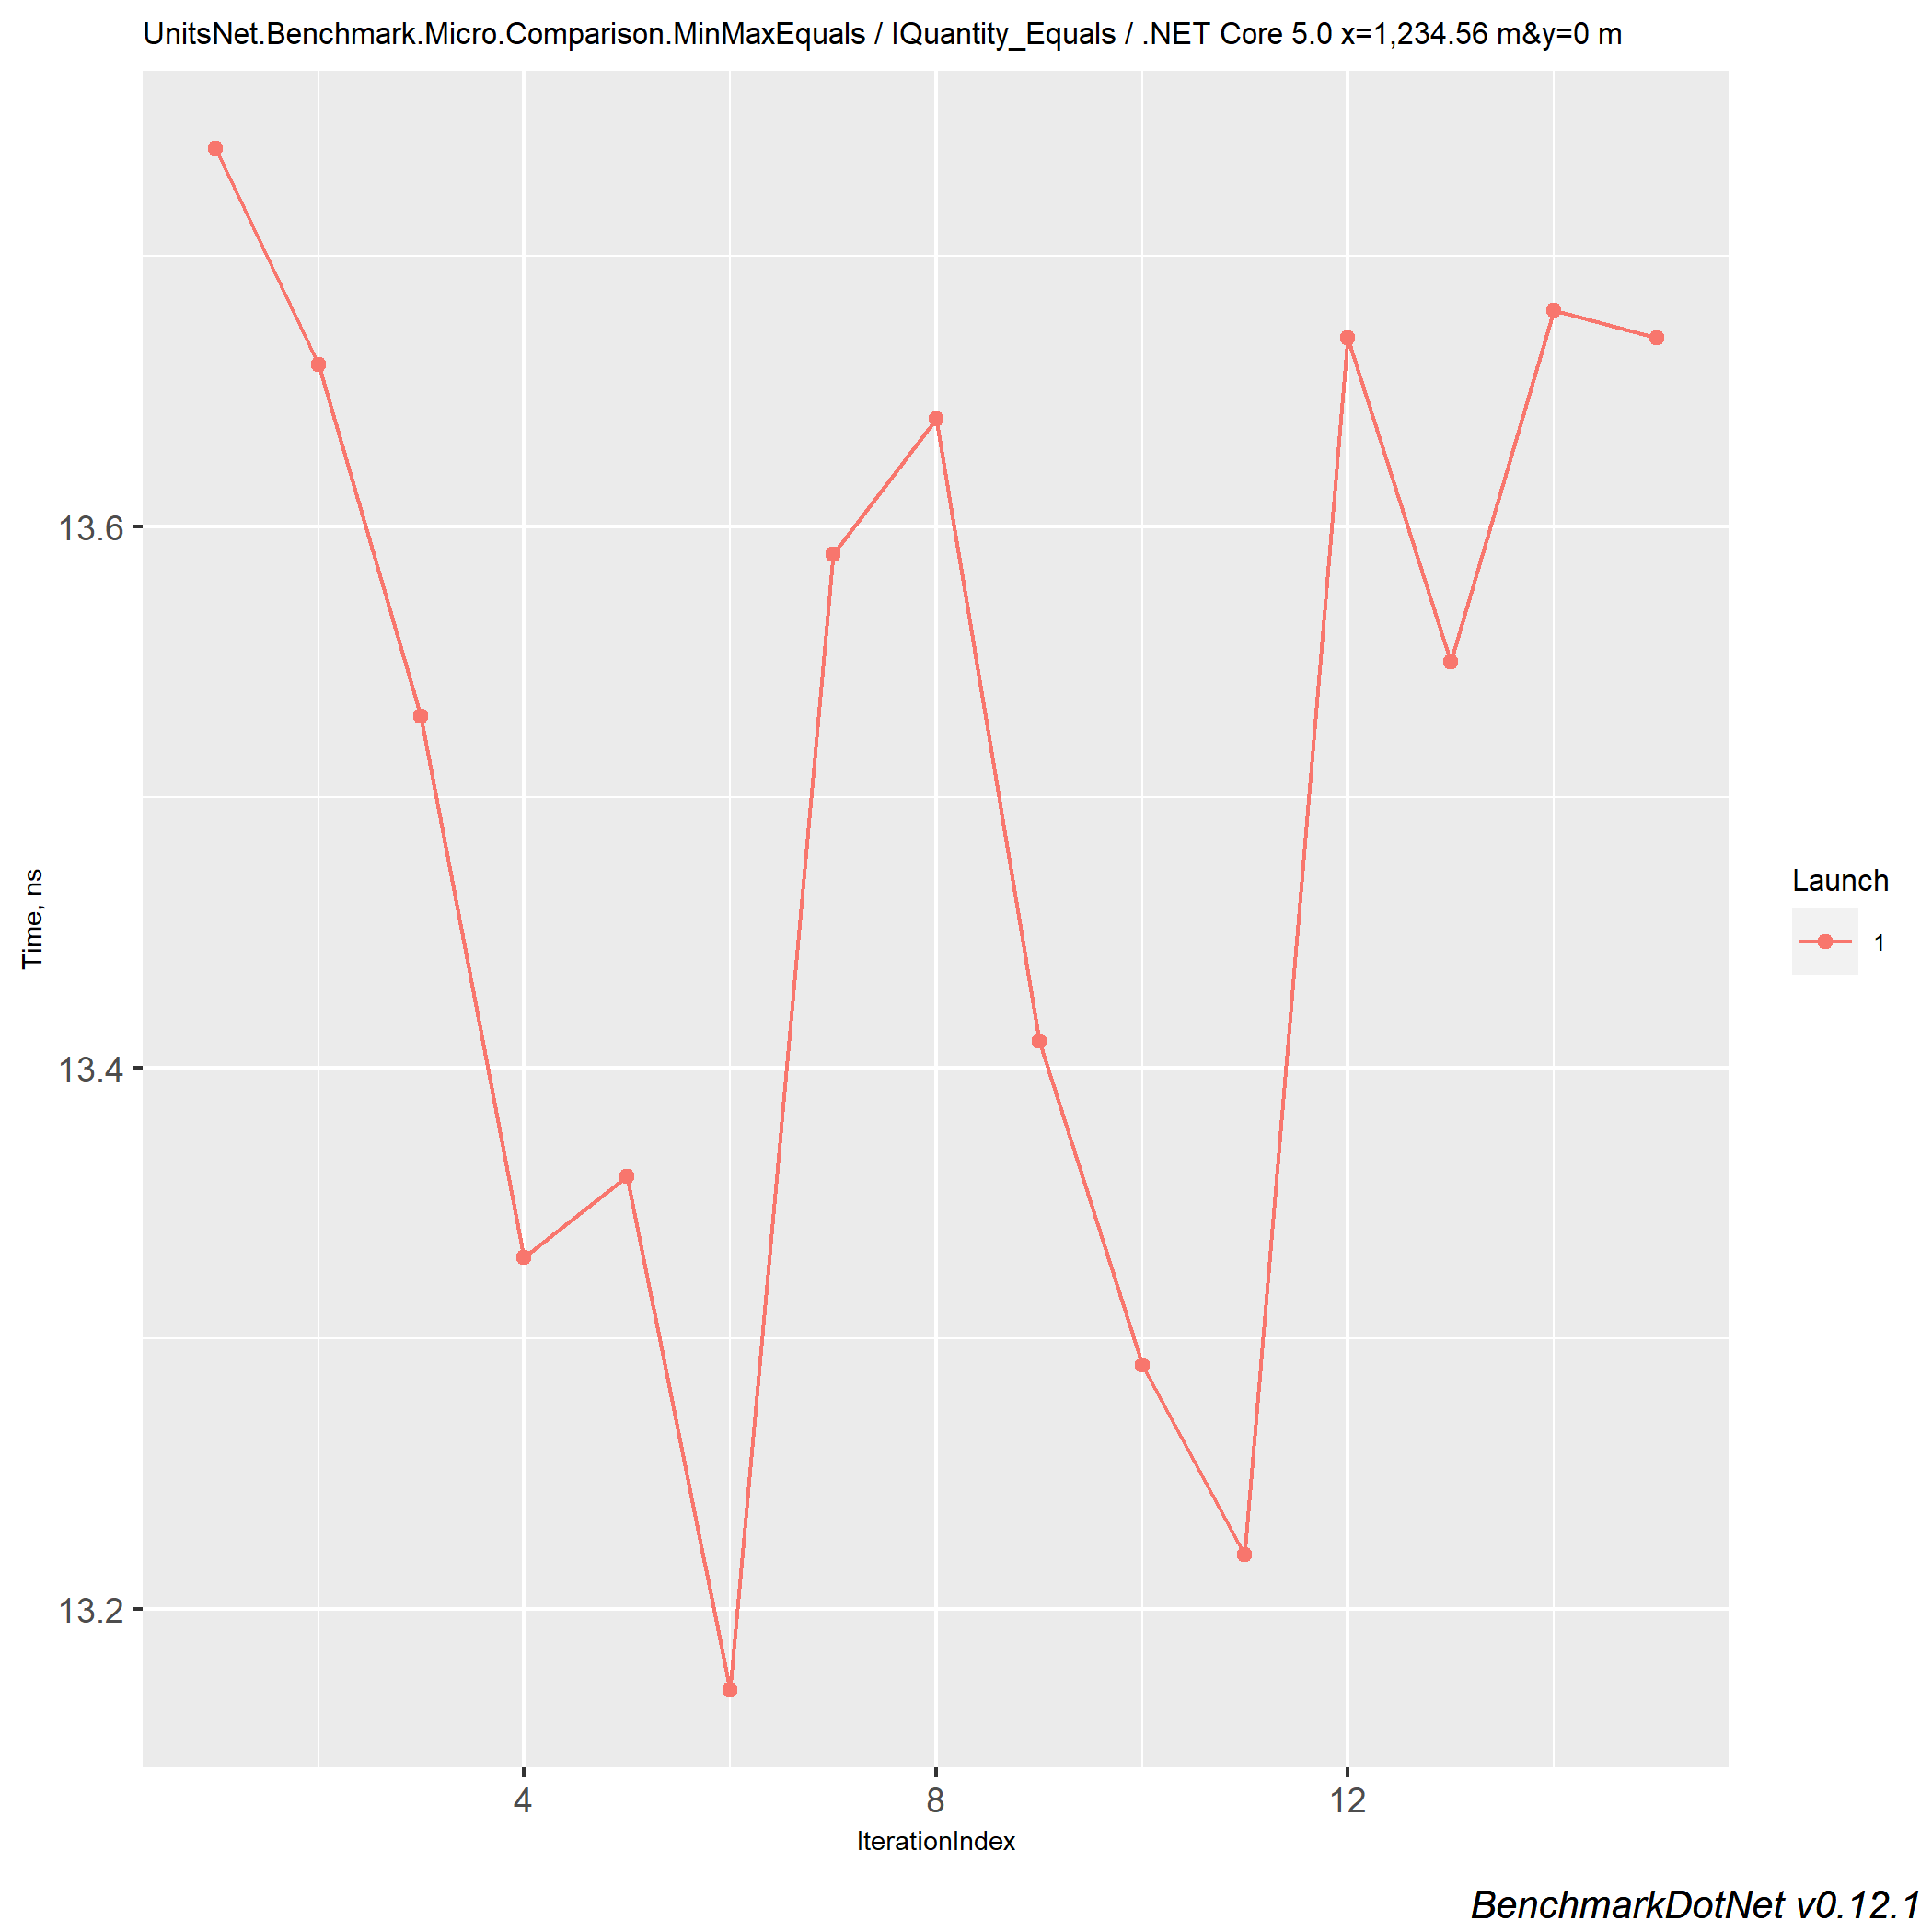 UnitsNet.Benchmark.Micro.Comparison.MinMaxEquals / IQuantity_Equals / .NET Core 5.0 x=1,234.56 m&y=0 m
13.6
13.4
13.2
Time, ns
4
8
12
IterationIndex
Launch
1
BenchmarkDotNet v0.12.1